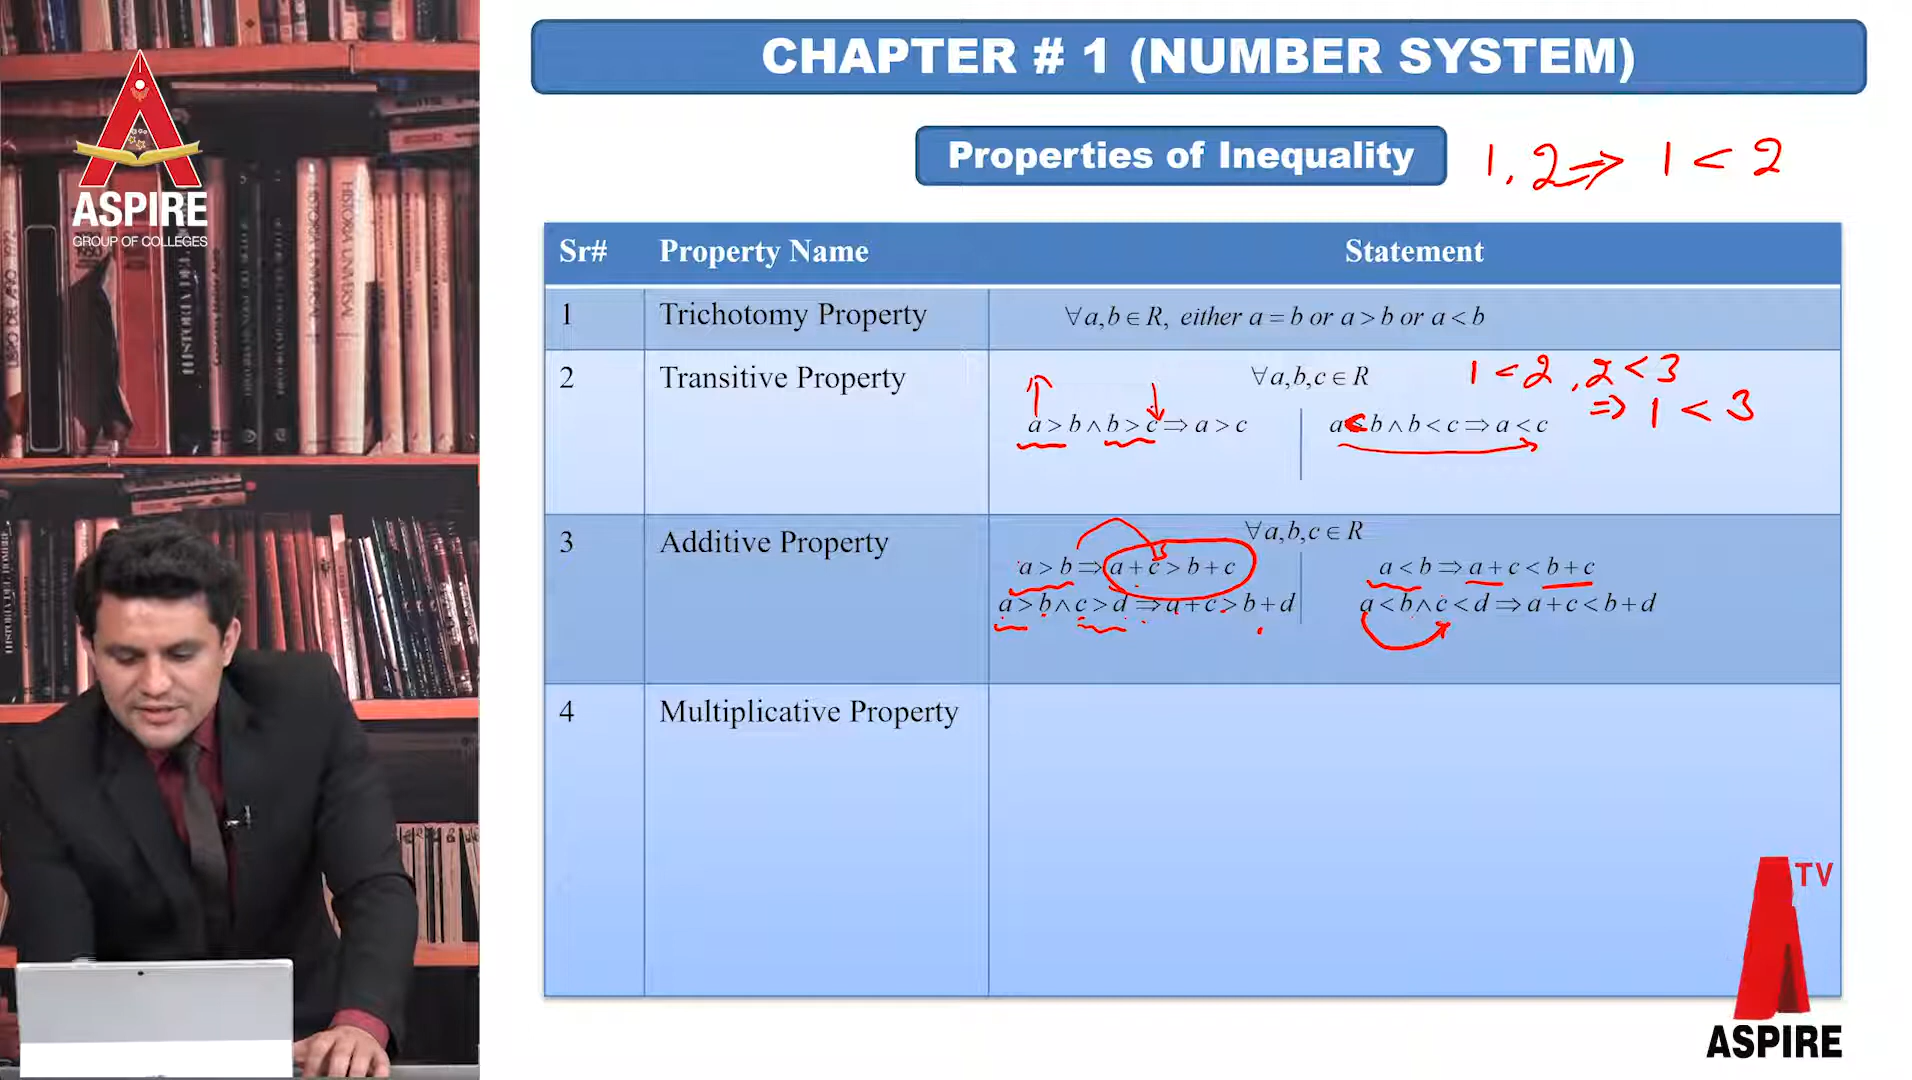 ASPIRE
GROUP OF COLLEGES
CHAPTER # 1 (NUMBER SYSTEM)
Properties of Inequality
1, 2 ⇒ 1 < 2
Sr# Property Name Statement
1 Trichotomy Property ∀a,b∈R, either a = b or a > b or a < b
2 Transitive Property ∀a,b,c∈R
1 < 2 , 2 < 3
⇒ 1 < 3
a > b ∧ b > c ⇒ a > c
a < b ∧ b < c ⇒ a < c
3 Additive Property ∀a,b,c∈R
a > b ⇒ a + c > b + c
a < b ⇒ a + c < b + c
a > b ∧ c > d ⇒ a + c > b + d
a < b ∧ c < d ⇒ a + c < b + d
4 Multiplicative Property
TV
ASPIRE
HISTORIA UNIVERSAL